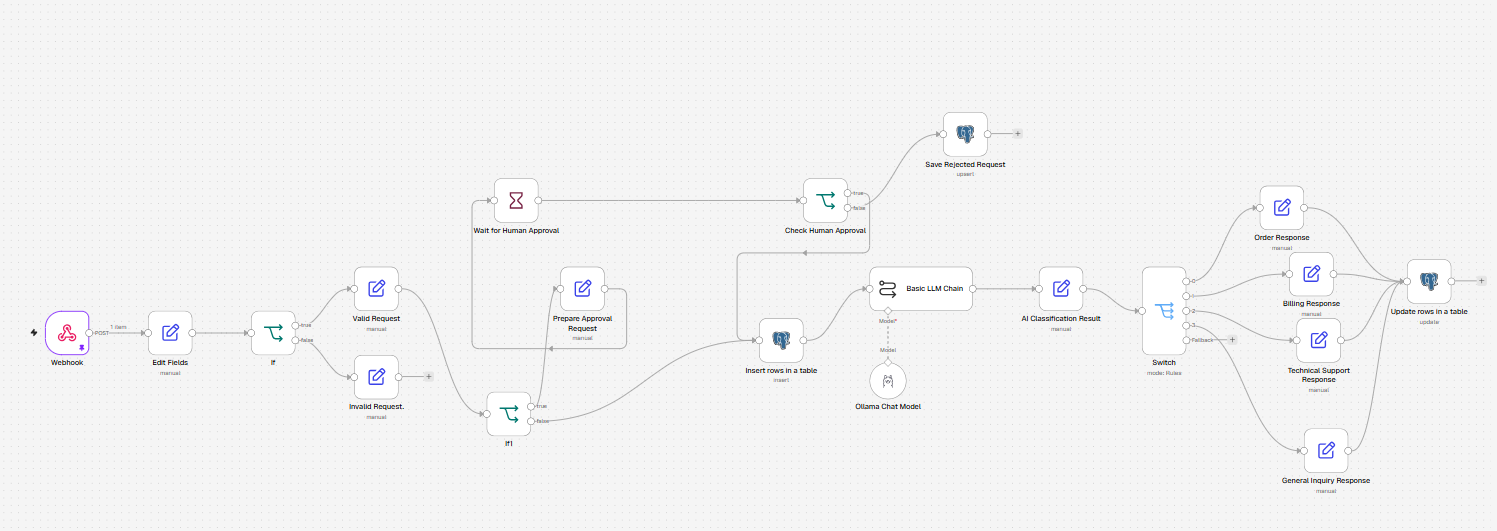 Save Rejected Request
upsert
Wait for Human Approval
true
false
Check Human Approval
Order Response
manual
Valid Request
manual
Prepare Approval
Request
manual
Basic LLM Chain
Model*
Model
Ollama Chat Model
AI Classification Result
manual
0
1
2
3
Fallback
Switch
mode: Rules
Billing Response
manual
Update rows in a table
update
POST
1 item
Webhook
Edit Fields
manual
true
false
If
Invalid Request.
manual
Insert rows in a table
insert
Technical Support
Response
manual
true
false
If1
General Inquiry Response
manual